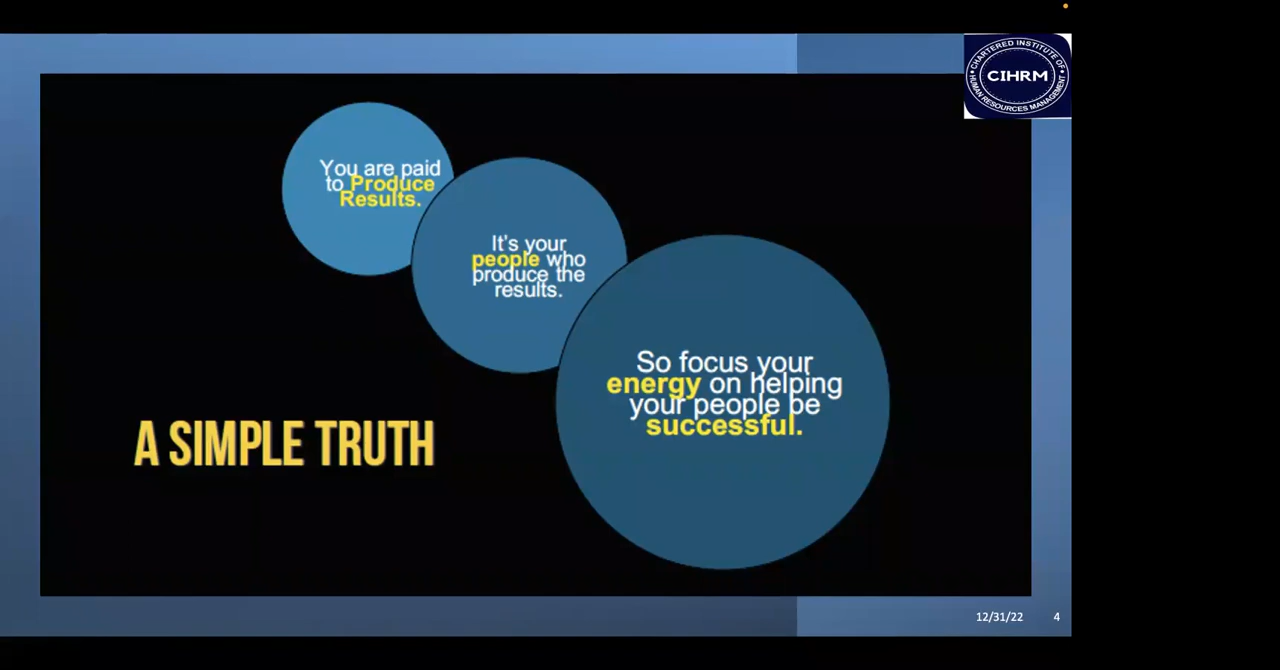 CHARTERED INSTITUTE OF
CIHRM
HUMAN RESOURCES MANAGEMENT
You are paid
to Produce
Results.
It's your
people who
produce the
results.
So focus your
energy on helping
your people be
successful.
A SIMPLE TRUTH
12/31/22 4